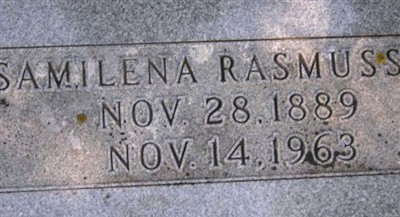 SAMILENA RASMUSS
NOV. 28, 1889
NOV. 14, 1963